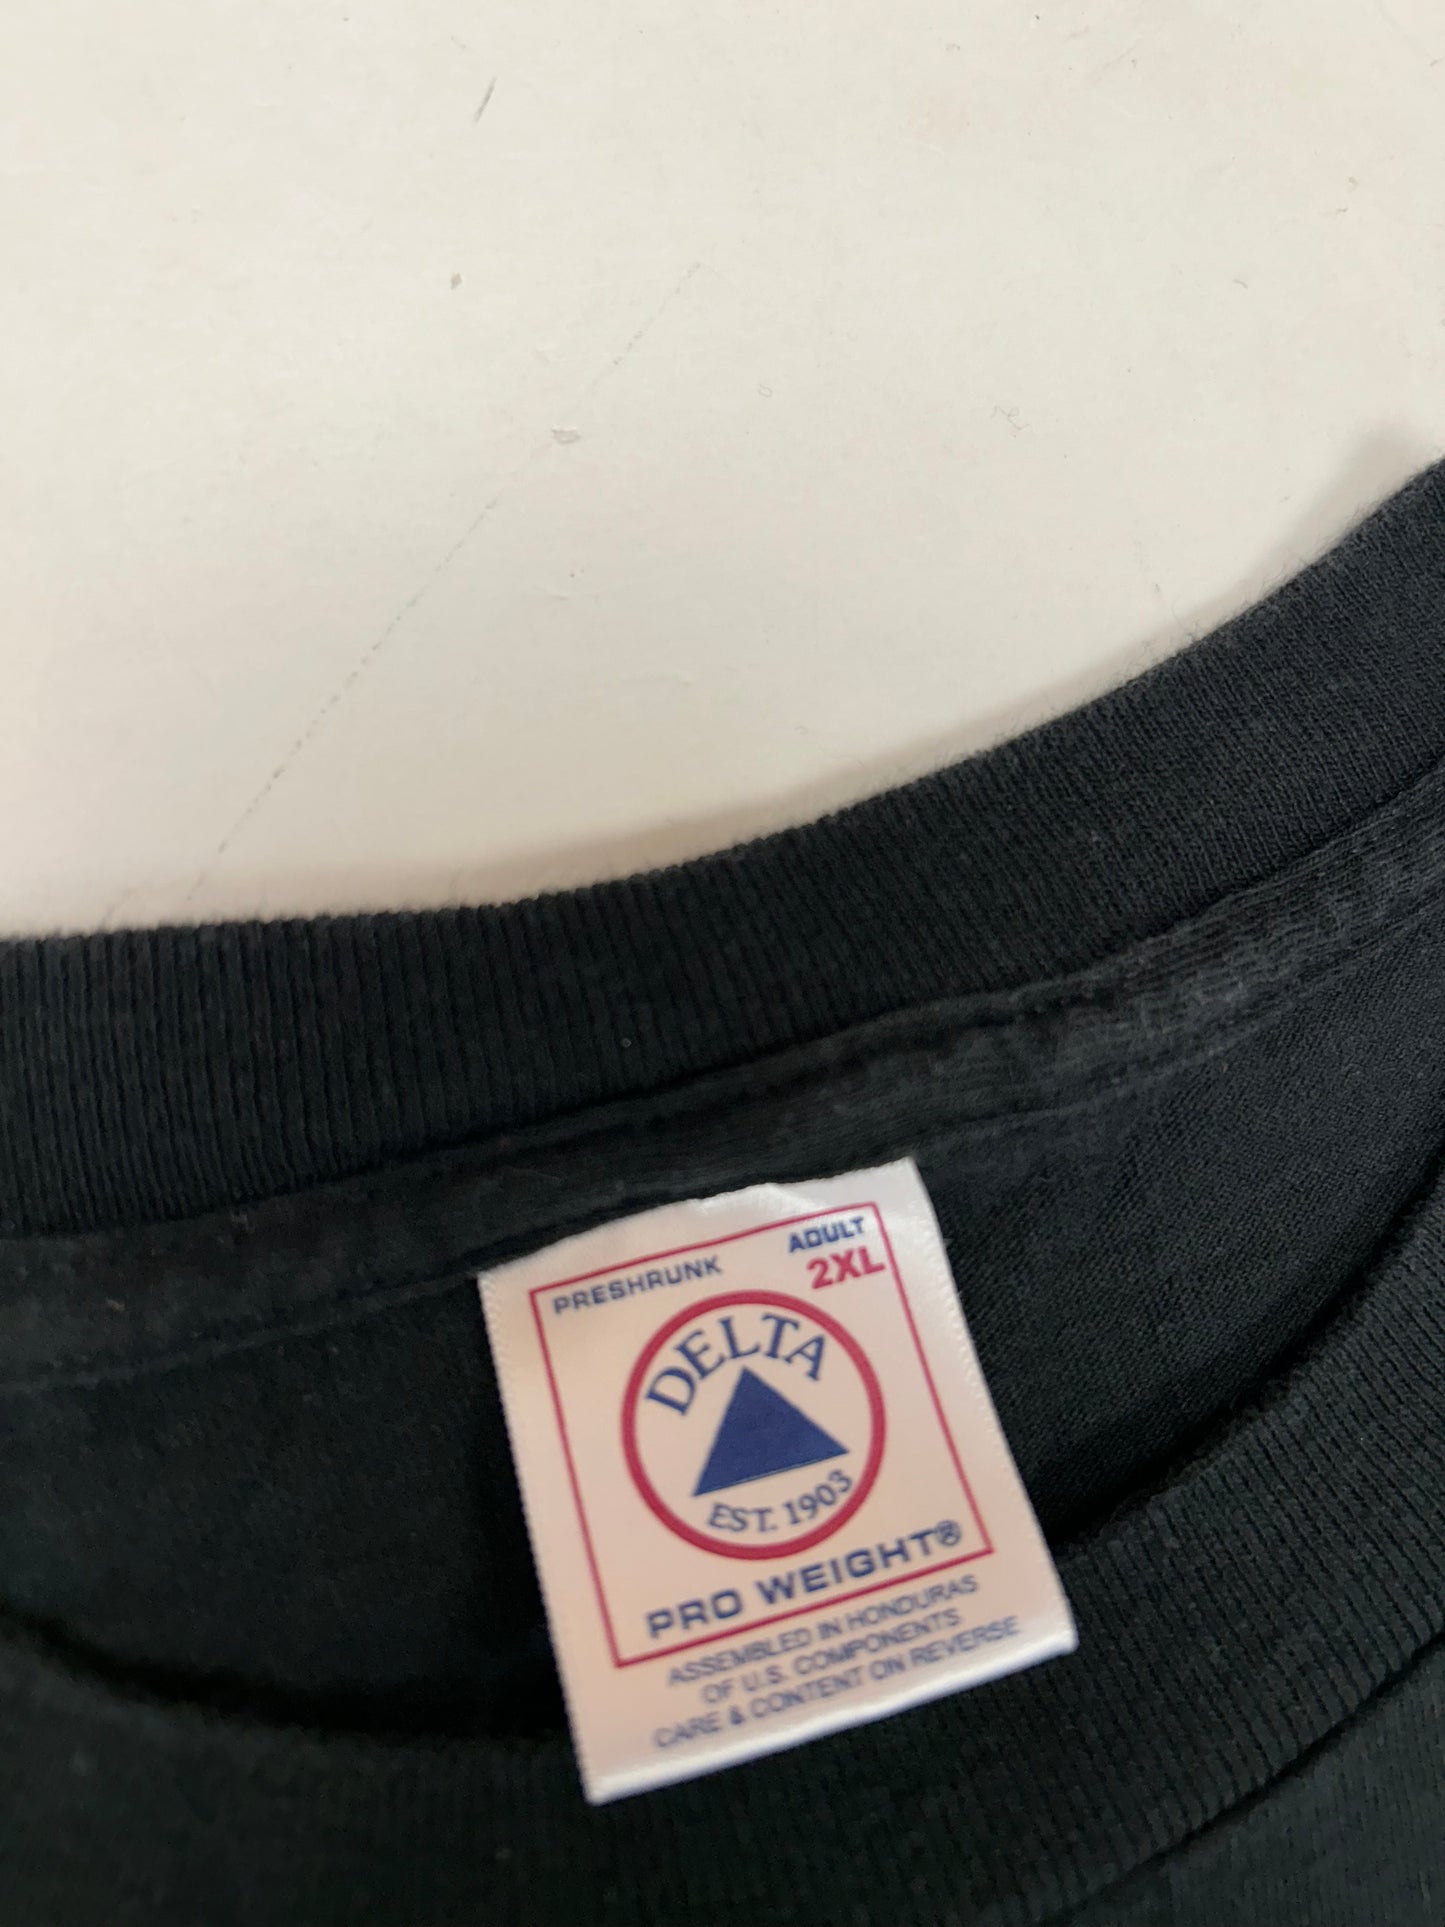 PRESHRUNK
ADULT
2XL
DELTA
EST. 1903
PRO WEIGHT®
ASSEMBLED IN HONDURAS
OF U.S. COMPONENTS
CARE & CONTENT ON REVERSE